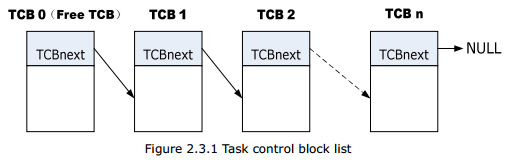 TCB 0（Free TCB） TCB 1 TCB 2 TCB n
TCBnext TCBnext TCBnext TCBnext NULL
Figure 2.3.1 Task control block list